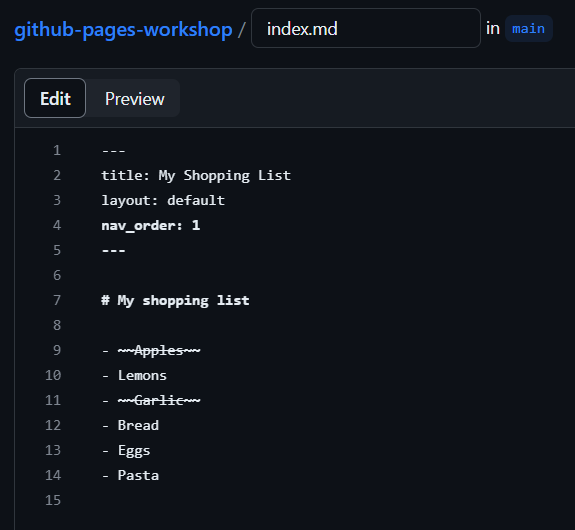 github-pages-workshop / index.md in main
Edit Preview
1 ---
2 title: My Shopping List
3 layout: default
4 nav_order: 1
5 ---
6
7 # My shopping list
8
9 - ~~Apples~~
10 - Lemons
11 - ~~Garlic~~
12 - Bread
13 - Eggs
14 - Pasta
15